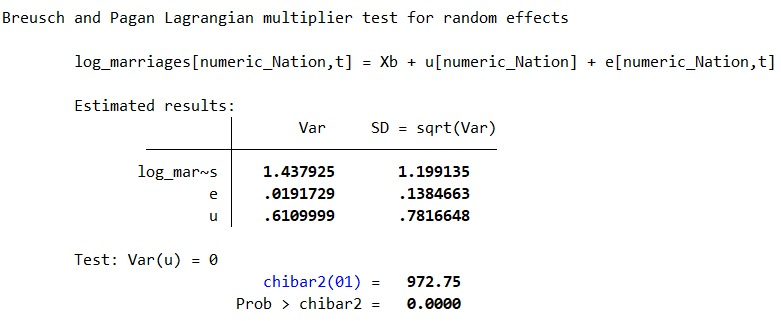 Breusch and Pagan Lagrangian multiplier test for random effects
log_marriages[numeric_Nation,t] = Xb + u[numeric_Nation] + e[numeric_Nation,t]
Estimated results:
Var SD = sqrt(Var)
log_mar~s 1.437925 1.199135
e .0191729 .1384663
u .6109999 .7816648
Test: Var(u) = 0
chibar2(01) = 972.75
Prob > chibar2 = 0.0000